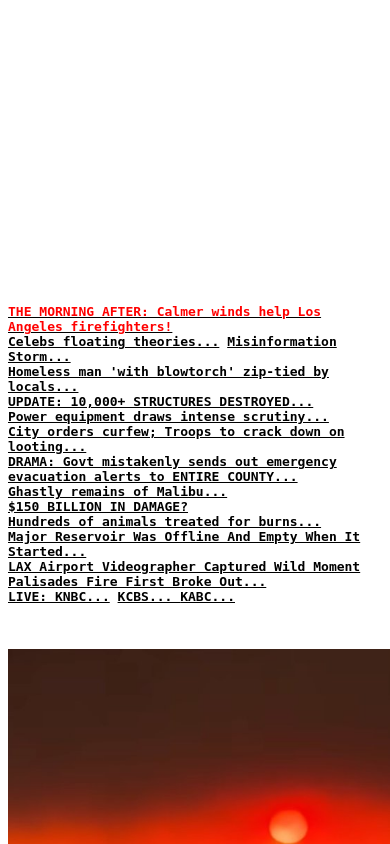 THE MORNING AFTER: Calmer winds help Los
Angeles firefighters!
Celebs floating theories... Misinformation
Storm...
Homeless man 'with blowtorch' zip-tied by
locals...
UPDATE: 10,000+ STRUCTURES DESTROYED...
Power equipment draws intense scrutiny...
City orders curfew; Troops to crack down on
looting...
DRAMA: Govt mistakenly sends out emergency
evacuation alerts to ENTIRE COUNTY...
Ghastly remains of Malibu...
$150 BILLION IN DAMAGE?
Hundreds of animals treated for burns...
Major Reservoir Was Offline And Empty When It
Started...
LAX Airport Videographer Captured Wild Moment
Palisades Fire First Broke Out...
LIVE: KNBC... KCBS... KABC...